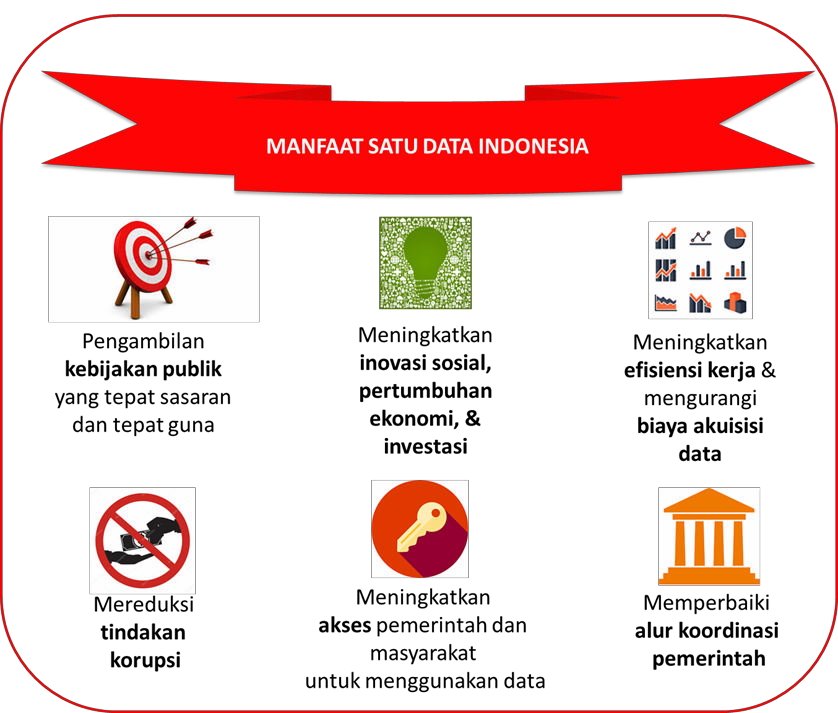 MANFAAT SATU DATA INDONESIA
Pengambilan
kebijakan publik
yang tepat sasaran
dan tepat guna
Meningkatkan
inovasi sosial,
pertumbuhan
ekonomi, &
investasi
Meningkatkan
efisiensi kerja &
mengurangi
biaya akuisisi
data
Mereduksi
tindakan
korupsi
Meningkatkan
akses pemerintah dan
masyarakat
untuk menggunakan data
Memperbaiki
alur koordinasi
pemerintah